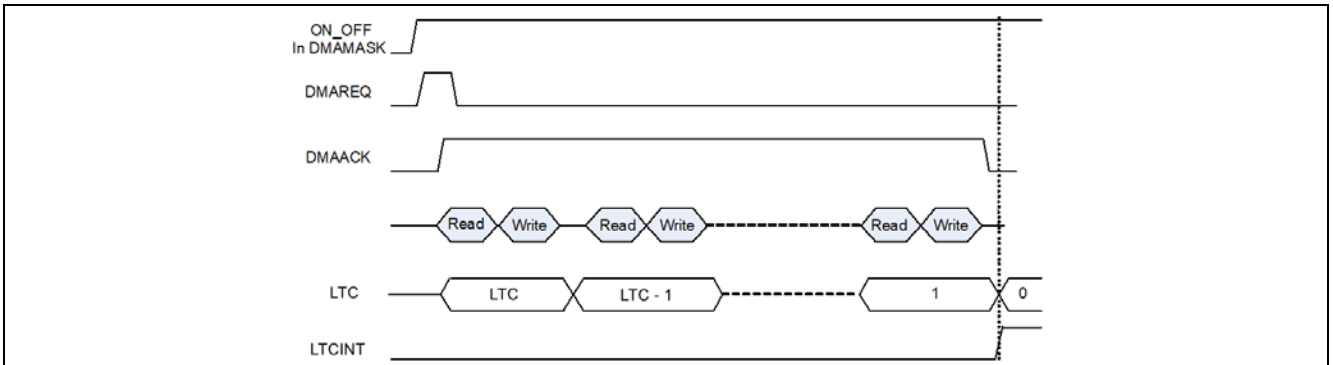 ON_OFF
In DMAMASK
DMAREQ
DMAACK
Read Write Read Write Read Write
LTC LTC LTC - 1 1 0
LTCINT